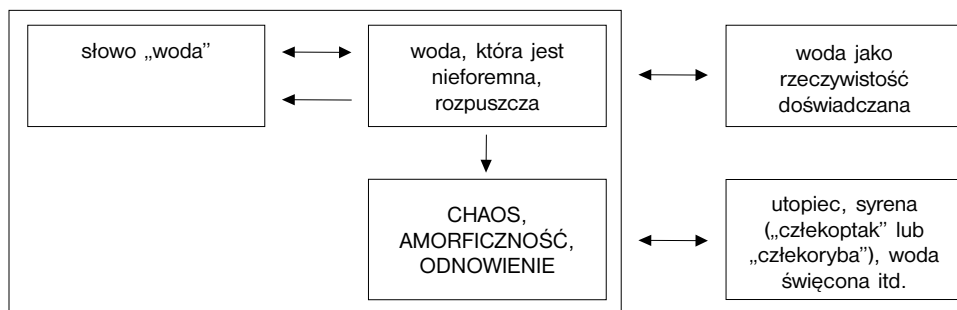 słowo „woda”
woda, która jest
nieforemna,
rozpuszcza
woda jako
rzeczywistość
doświadczana
CHAOS,
AMORFICZNOŚĆ,
ODNOWIENIE
utopiec, syrena
(„człekoptak” lub
„człekoryba”), woda
święcona itd.